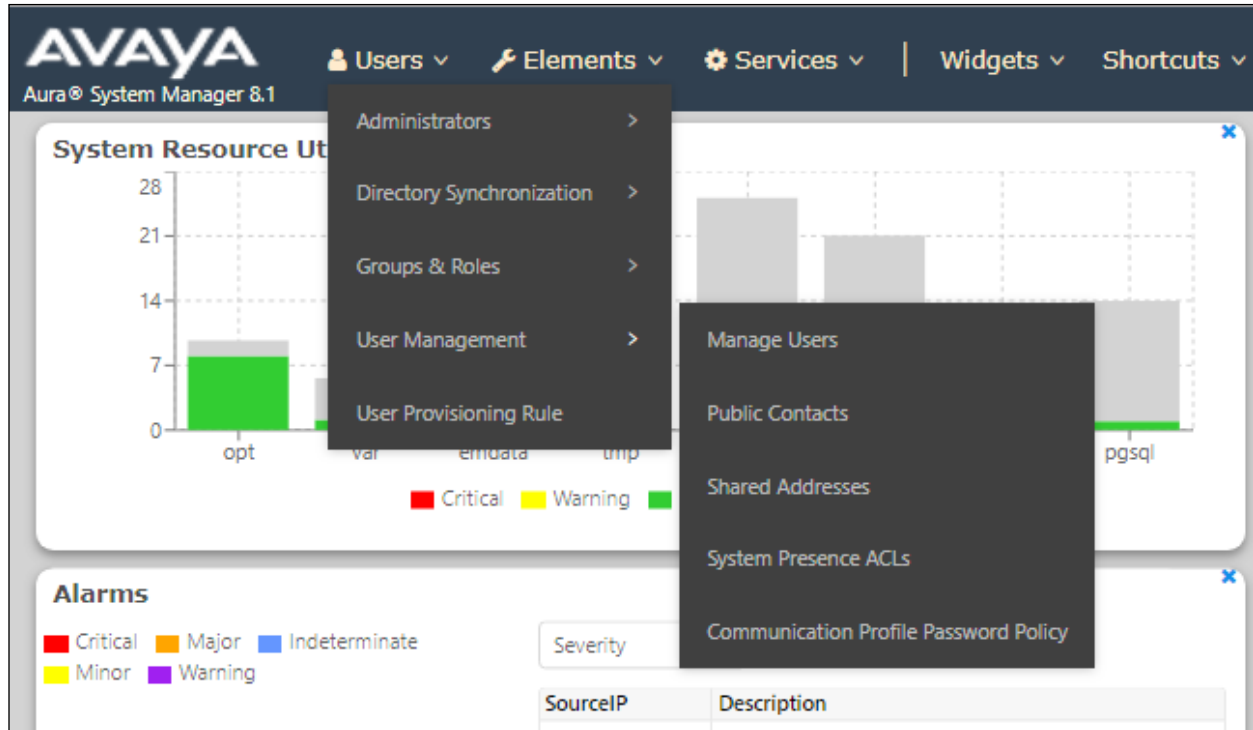 AVAYA
Aura® System Manager 8.1
Users Elements Services Widgets Shortcuts
Administrators
Directory Synchronization
Groups & Roles
User Management
User Provisioning Rule
Manage Users
Public Contacts
Shared Addresses
System Presence ACLs
Communication Profile Password Policy
System Resource Ut
28
21
14
7
0
opt var emdata tmp pgsql
Critical Warning
Alarms
Critical Major Indeterminate
Minor Warning
Severity
SourceIP Description